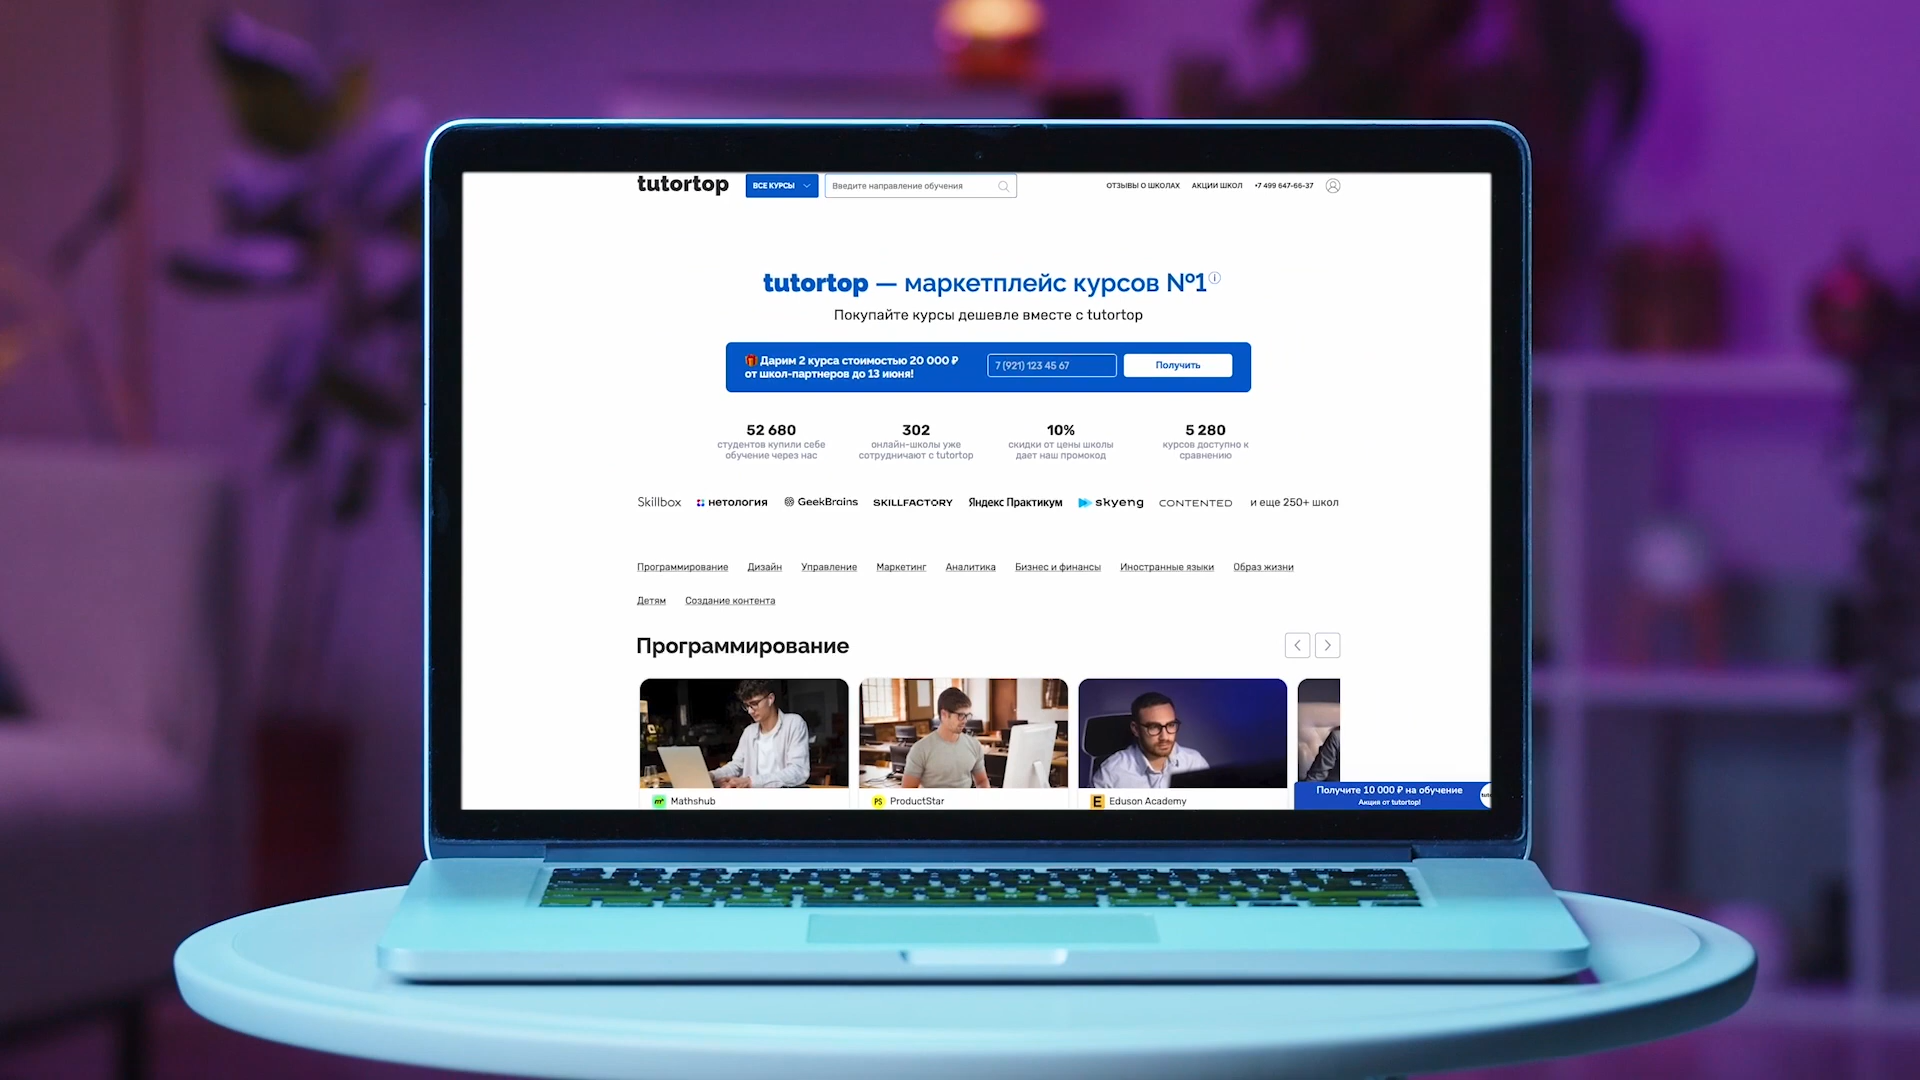 tutortop
ВСЕ КУРСЫ
Введите направление обучения
ОТЗЫВЫ О ШКОЛАХ
АКЦИИ ШКОЛ
+7 499 647-66-37
tutortop — маркетплейс курсов №1
Покупайте курсы дешевле вместе с tutortop
Дарим 2 курса стоимостью 20 000 ₽
от школ-партнеров до 13 июня!
7 (921) 123 45 67
Получить
52 680
студентов купили себе
обучение через нас
302
онлайн-школы уже
сотрудничают с tutortop
10%
скидки от цены школы
дает наш промокод
5 280
курсов доступно к
сравнению
Skillbox
нетология
GeekBrains
SKILLFACTORY
Яндекс Практикум
skyeng
CONTENTED
и еще 250+ школ
Программирование
Дизайн
Управление
Маркетинг
Аналитика
Бизнес и финансы
Иностранные языки
Образ жизни
Детям
Создание контента
Программирование
Mathshub
PS ProductStar
E Eduson Academy
Получите 10 000 ₽ на обучение
Акция от tutortop!